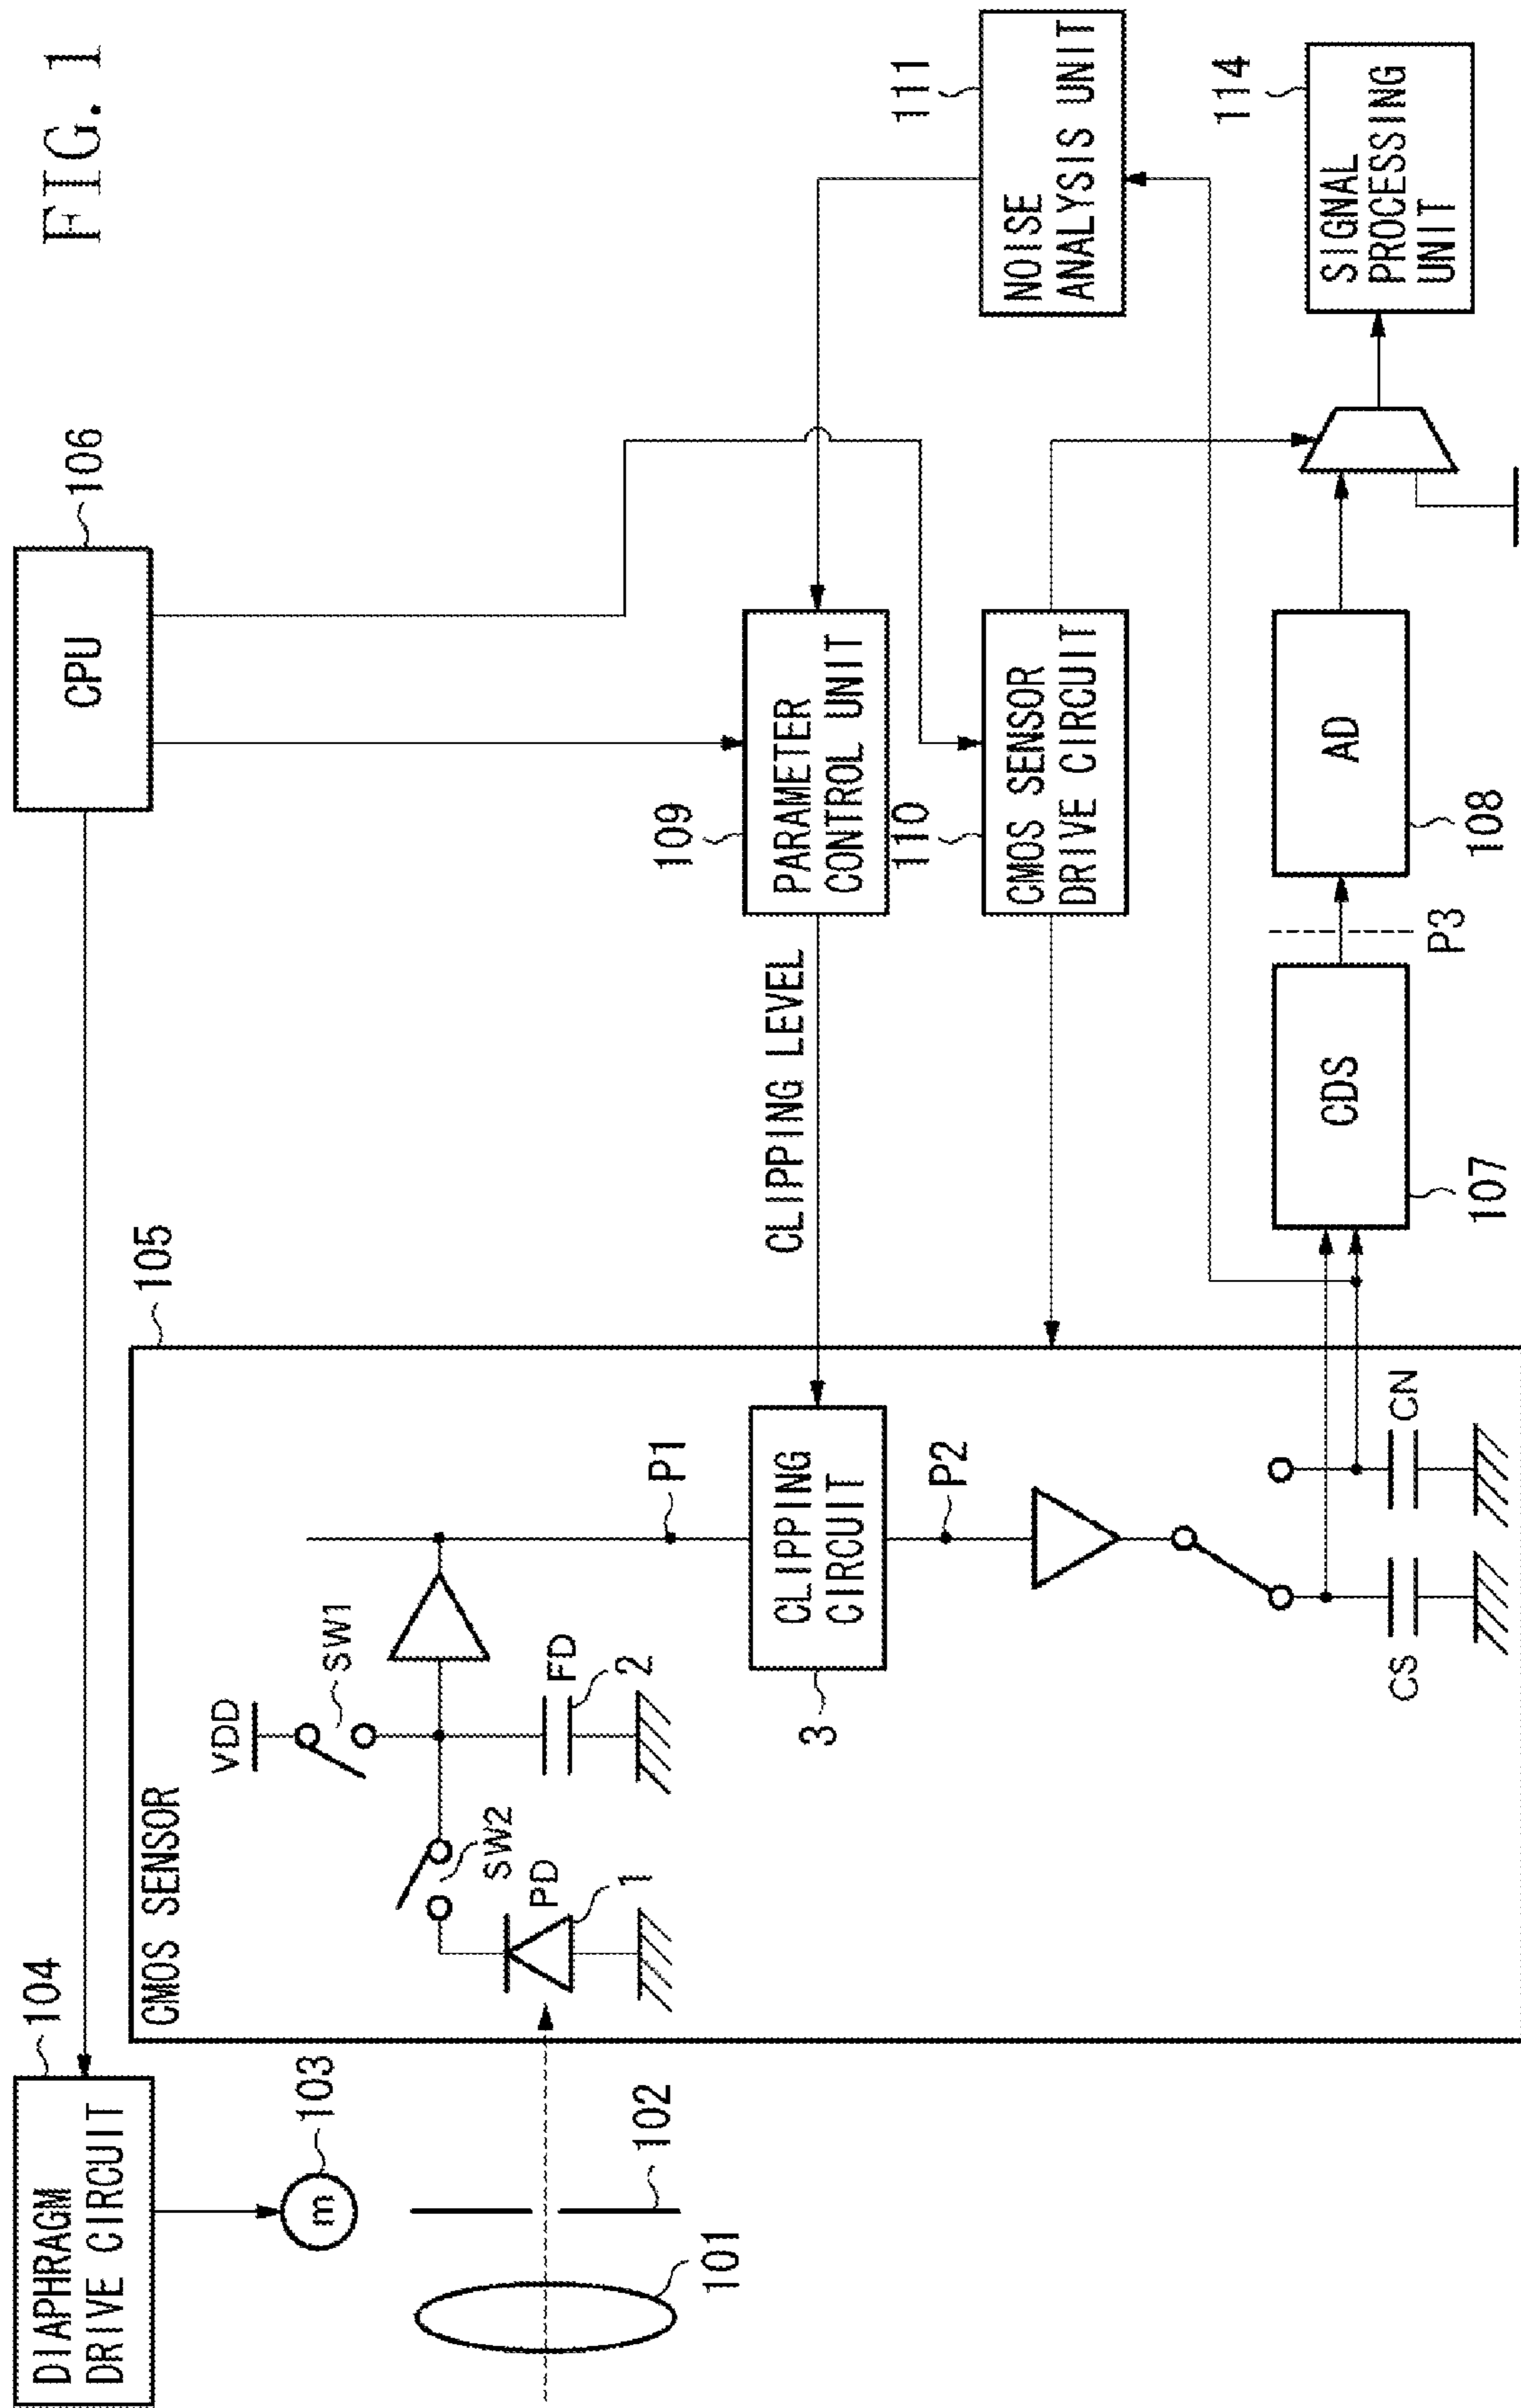 FIG. 1
DIAPHRAGM
DRIVE CIRCUIT
104
CPU
106
m
103
102
101
CMOS SENSOR
105
VDD
SW1
SW2
PD
1
FD
2
P1
CLIPPING
CIRCUIT
3
P2
CS
CN
CLIPPING LEVEL
PARAMETER
CONTROL UNIT
109
CMOS SENSOR
DRIVE CIRCUIT
110
NOISE
ANALYSIS UNIT
111
CDS
107
P3
AD
108
SIGNAL
PROCESSING
UNIT
114